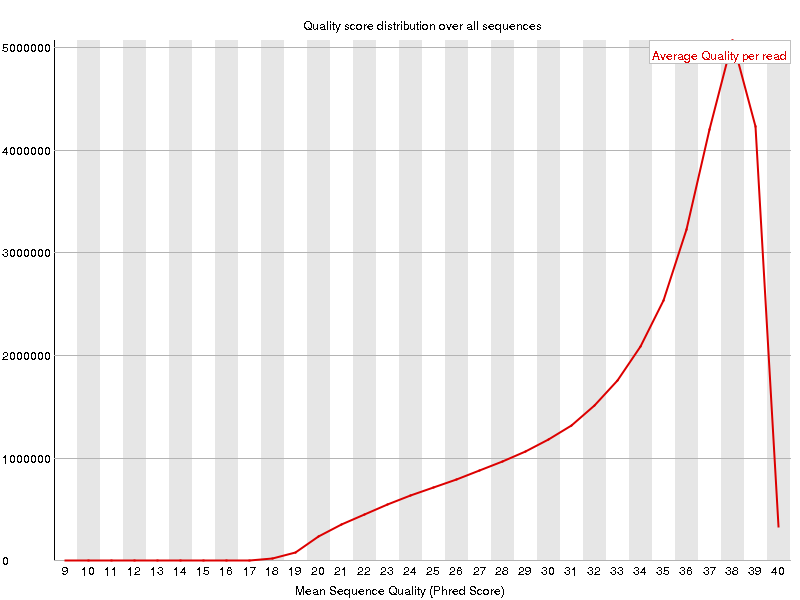 Quality score distribution over all sequences
Average Quality per read
5000000
4000000
3000000
2000000
1000000
0
9 10 11 12 13 14 15 16 17 18 19 20 21 22 23 24 25 26 27 28 29 30 31 32 33 34 35 36 37 38 39 40
Mean Sequence Quality (Phred Score)